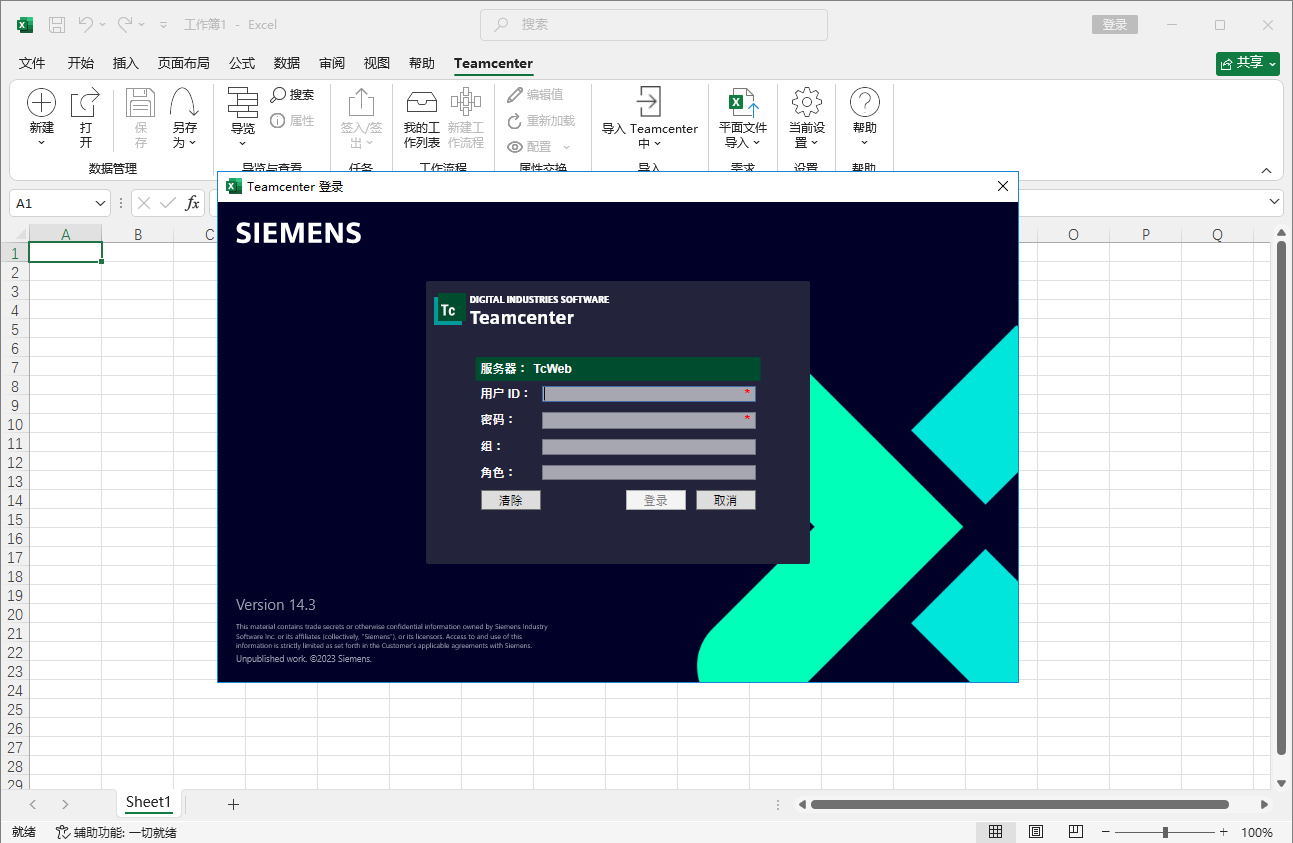 工作簿1 - Excel
搜索
登录
文件 开始 插入 页面布局 公式 数据 审阅 视图 帮助 Teamcenter
共享
新建 打开 保存 另存为 导览 搜索 属性 签入/签出 我的工作列表 新建工作流程 编辑值 重新加载 配置 导入 Teamcenter 中 平面文件导入 当前设置 帮助
数据管理 导览与查看 任务 工作流程 属性交换 导入 需求 设置 帮助
A1 fx
Teamcenter 登录
A B C O P Q
SIEMENS
Tc DIGITAL INDUSTRIES SOFTWARE
Teamcenter
服务器： TcWeb
用户 ID： *
密码： *
组：
角色：
清除 登录 取消
Version 14.3
This material contains trade secrets or otherwise confidential information owned by Siemens Industry
Software Inc. or its affiliates (collectively, "Siemens"), or its licensors. Access to and use of this
information is strictly limited as set forth in the Customer's applicable agreements with Siemens.
Unpublished work. ©2023 Siemens.
1
2
3
4
5
6
7
8
9
10
11
12
13
14
15
16
17
18
19
20
21
22
23
24
25
26
27
28
29
Sheet1
就绪 辅助功能: 一切就绪 100%